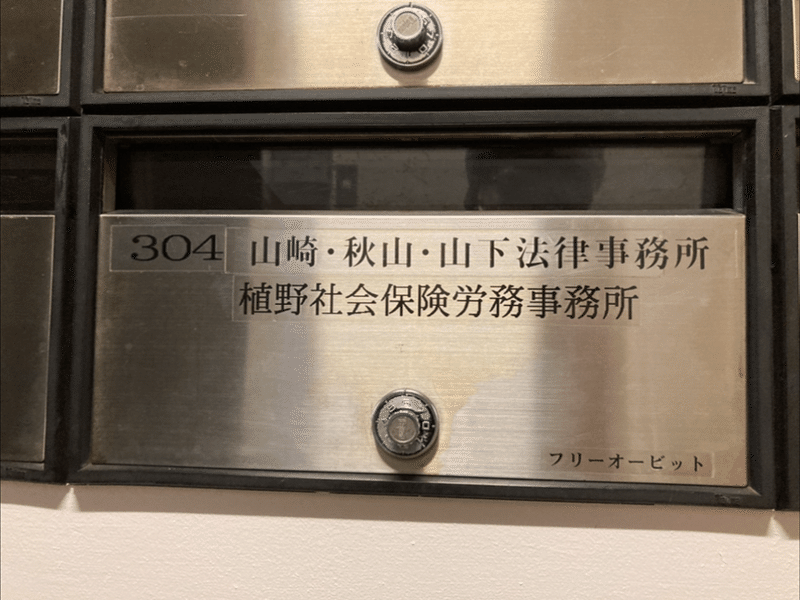 304 山崎・秋山・山下法律事務所
植野社会保険労務事務所
フリーオービット